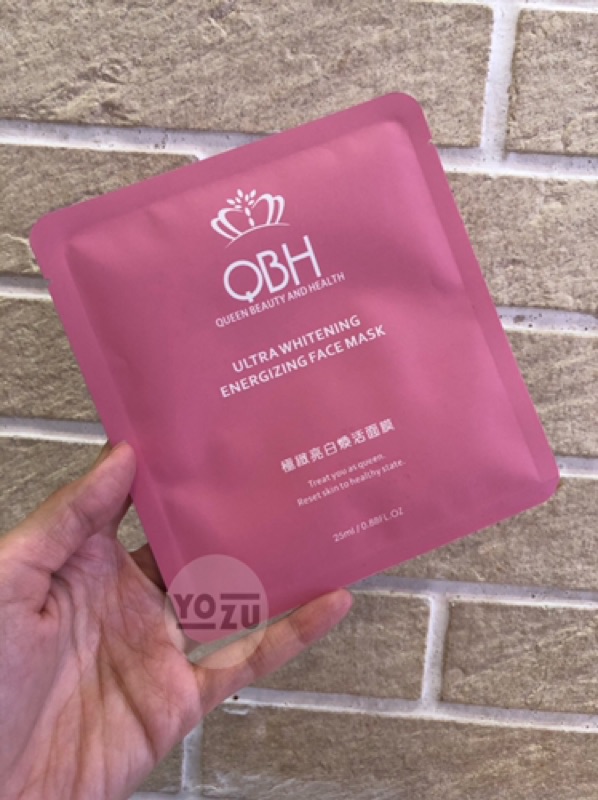 QBH
QUEEN BEAUTY AND HEALTH
ULTRA WHITENING
ENERGIZING FACE MASK
極緻亮白煥活面膜
Treat you as queen.
Reset skin to healthy state.
25ml / 0.88FL.OZ
YOZU